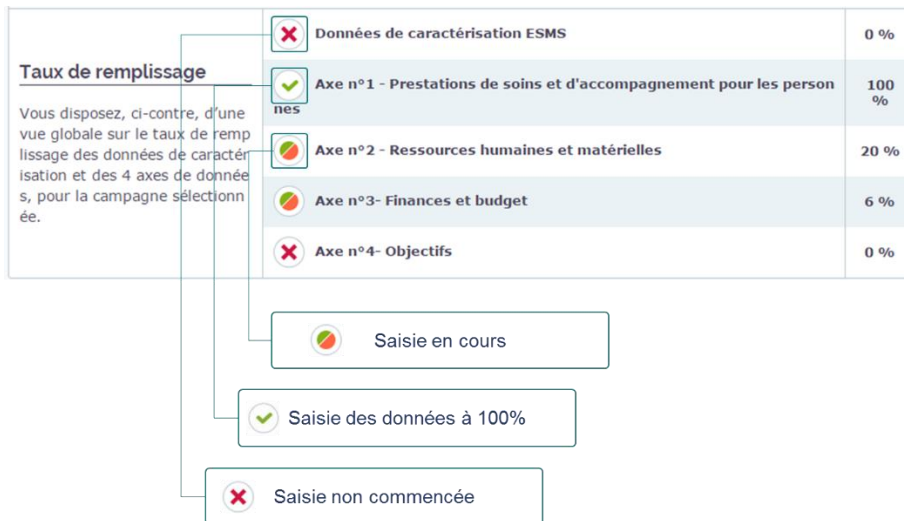 Taux de remplissage
Vous disposez, ci-contre, d'une
vue globale sur le taux de remp
lissage des données de caractér
isation et des 4 axes de donnée
s, pour la campagne sélectionn
ée.
Données de caractérisation ESMS
0 %
Axe n°1 - Prestations de soins et d'accompagnement pour les person
nes
100
%
Axe n°2 - Ressources humaines et matérielles
20 %
Axe n°3- Finances et budget
6 %
Axe n°4- Objectifs
0 %
Saisie en cours
Saisie des données à 100%
Saisie non commencée